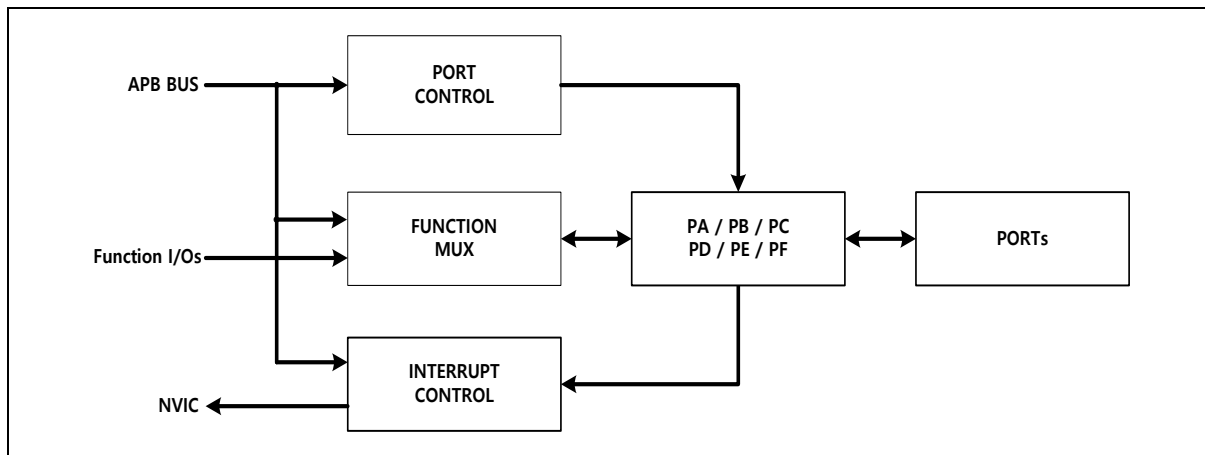 APB BUS
PORT
CONTROL
Function I/Os
FUNCTION
MUX
PA / PB / PC
PD / PE / PF
PORTs
NVIC
INTERRUPT
CONTROL